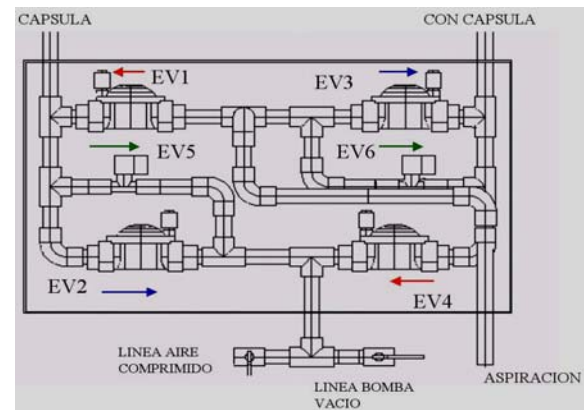 CAPSULA
CON CAPSULA
EV1
EV3
EV5
EV6
EV2
EV4
LINEA AIRE
COMPRIMIDO
LINEA BOMBA
VACIO
ASPIRACION